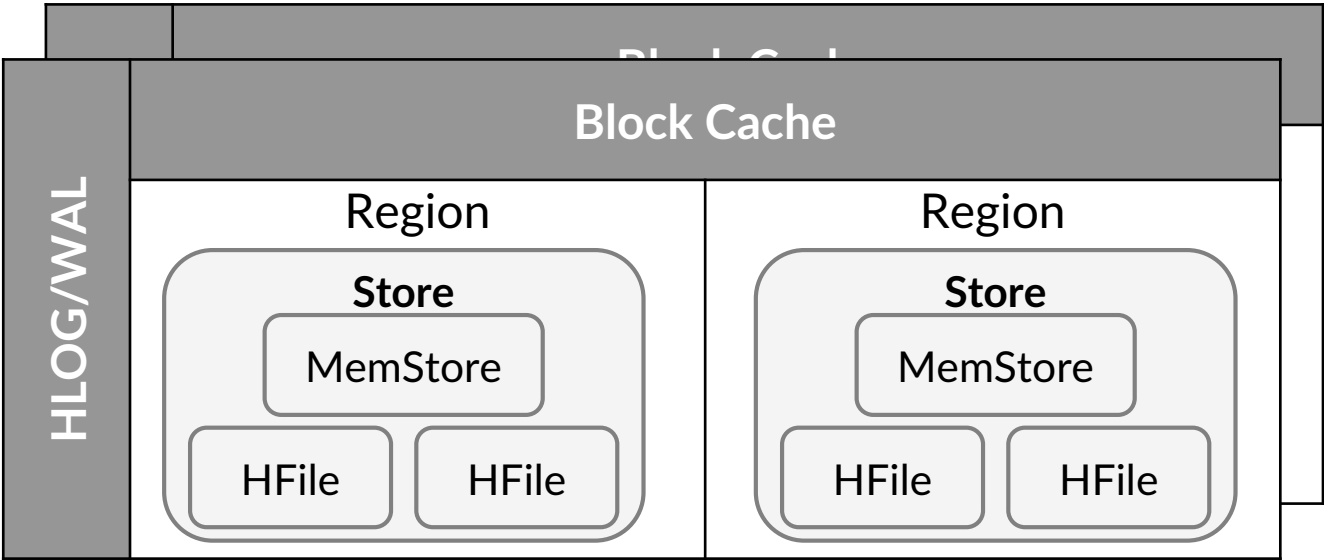 Block Cache
HLOG/WAL
Region
Region
Store
MemStore
HFile
HFile
Store
MemStore
HFile
HFile